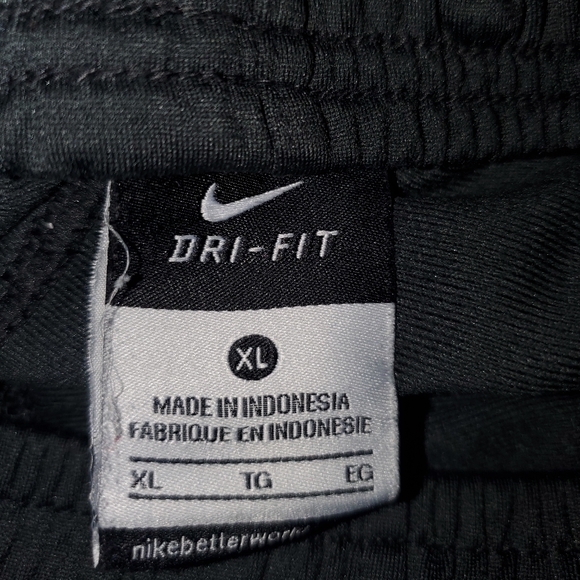 DRI-FIT
XL
MADE IN INDONESIA
FABRIQUE EN INDONESIE
XL TG EG